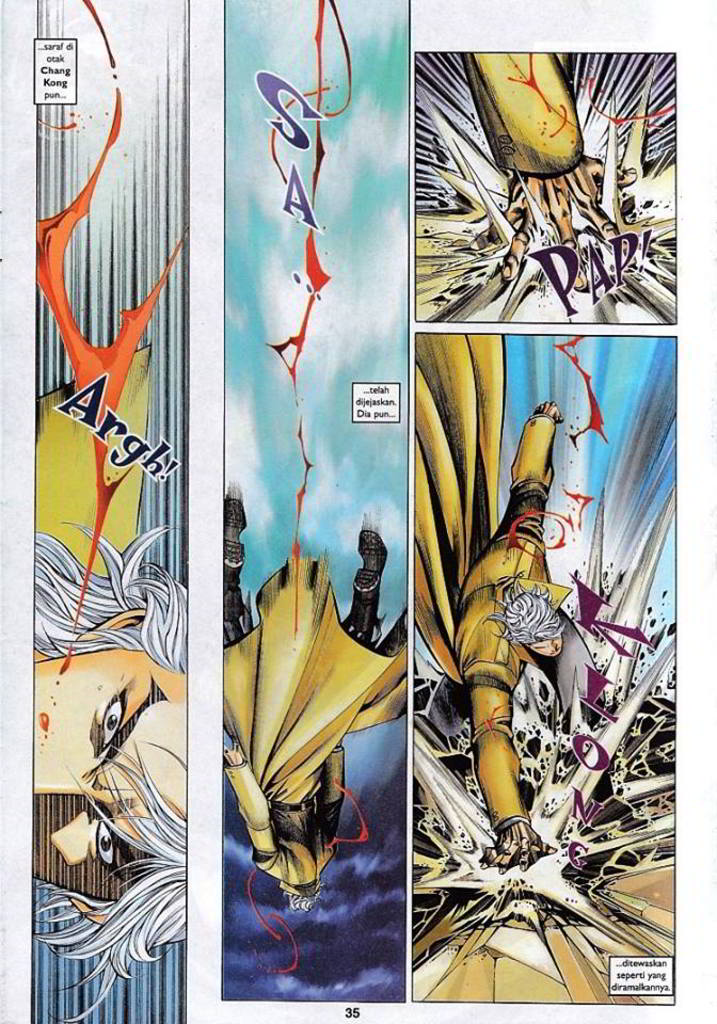 ...saraf di
otak
Chang
Kong
pun...
Argh!
SA...
...telah
dijejaskan.
Dia pun...
PAP!
KLONG
...ditewaskan
seperti yang
diramalkannya.
35